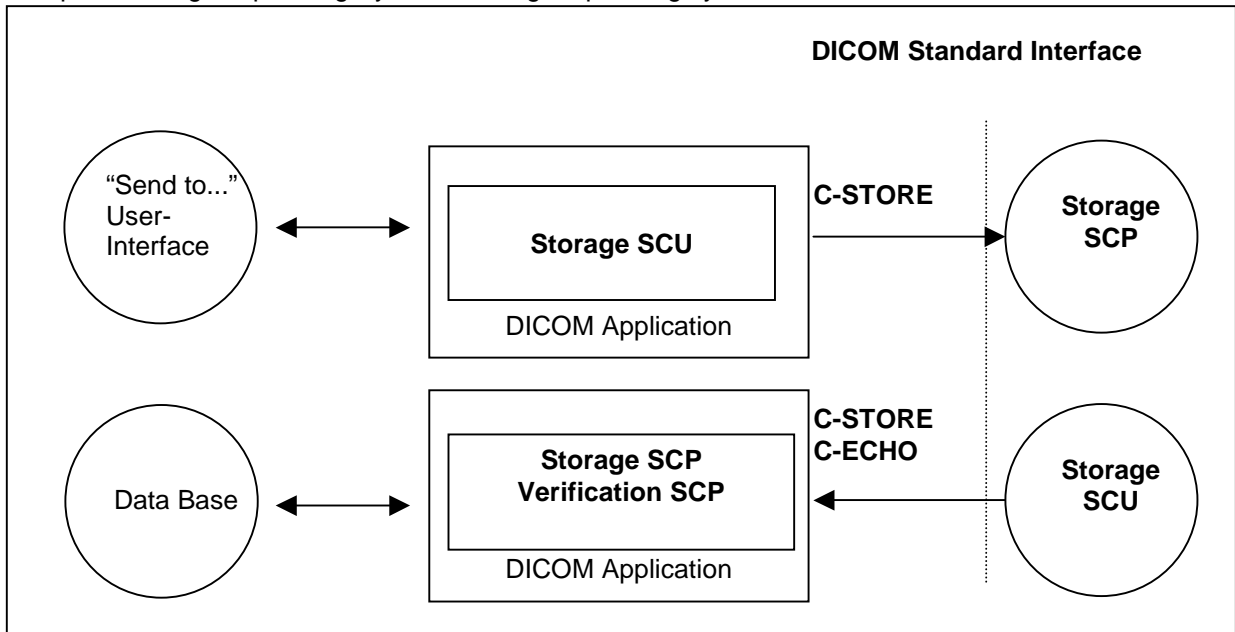 DICOM Standard Interface
“Send to...”
User-
Interface
Storage SCU
DICOM Application
C-STORE
Storage
SCP
Data Base
Storage SCP
Verification SCP
DICOM Application
C-STORE
C-ECHO
Storage
SCU